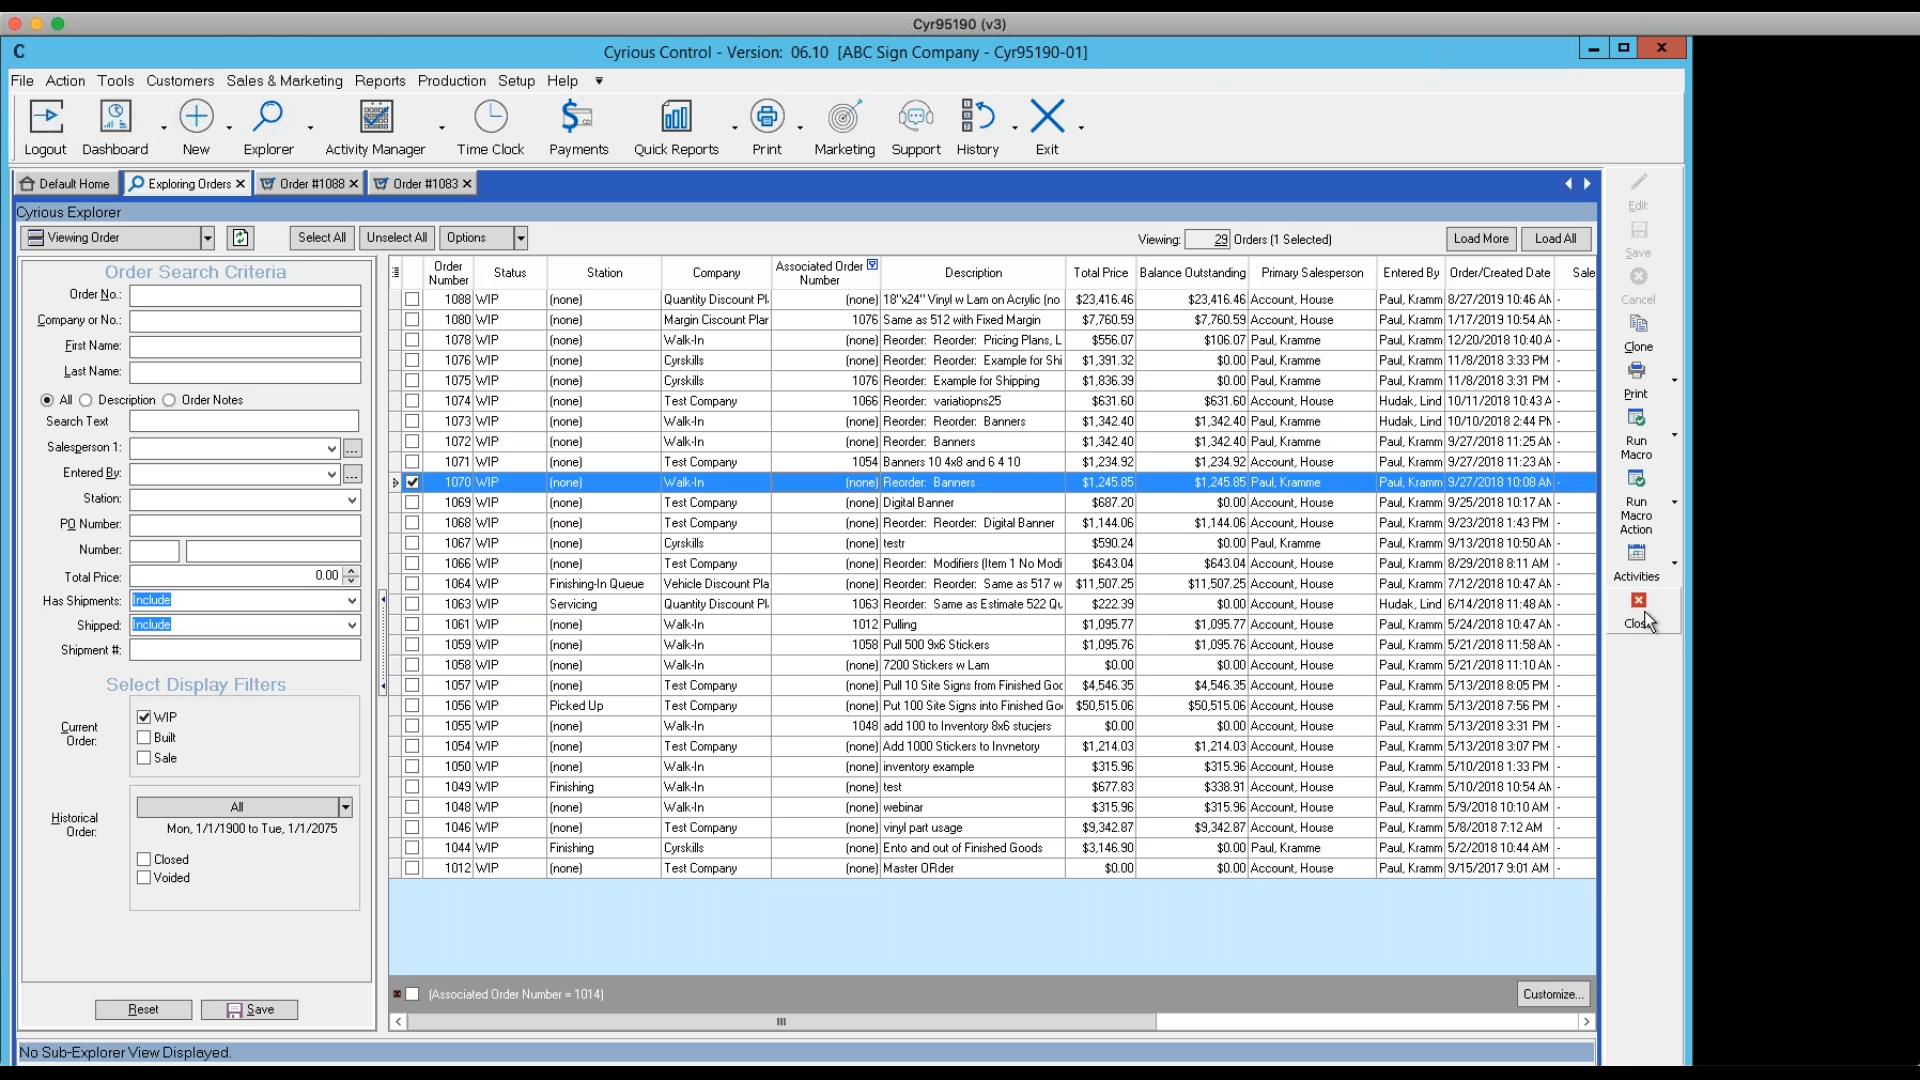 Cyr95190 (v3)
C Cyrious Control - Version: 06.10 [ABC Sign Company - Cyr95190-01]
File Action Tools Customers Sales & Marketing Reports Production Setup Help
Logout Dashboard New Explorer Activity Manager Time Clock Payments Quick Reports Print Marketing Support History Exit
Default Home Exploring Orders Order #1088 Order #1083
Cyrious Explorer
Viewing Order Select All Unselect All Options Viewing: 29 Orders (1 Selected) Load More Load All
Order Search Criteria
Order No.:
Company or No.:
First Name:
Last Name:
All Description Order Notes
Search Text
Salesperson 1: ...
Entered By: ...
Station:
PO Number:
Number:
Total Price: 0.00
Has Shipments: Include
Shipped: Include
Shipment #:
Select Display Filters
Current Order:
WIP
Built
Sale
Historical Order:
All
Mon, 1/1/1900 to Tue, 1/1/2075
Closed
Voided
Reset Save
Order Number Status Station Company Associated Order Number Description Total Price Balance Outstanding Primary Salesperson Entered By Order/Created Date Sale
1088 WIP (none) Quantity Discount Pl (none) 18"x24" Vinyl w Lam on Acrylic (no $23,416.46 $23,416.46 Account, House Paul, Kramm 8/27/2019 10:46 AM -
1080 WIP (none) Margin Ciscount Plar 1076 Same as 512 with Fixed Margin $7,760.59 $7,760.59 Account, House Paul, Kramm 1/17/2019 10:54 AM -
1078 WIP (none) Walk-In (none) Reorder: Reorder: Pricing Plans, L $556.07 $106.07 Paul, Kramme Paul, Kramm 12/20/2018 10:40 A -
1076 WIP (none) Cyrskills (none) Reorder: Reorder: Example for Shi $1,391.32 $0.00 Paul, Kramme Paul, Kramm 11/8/2018 3:33 PM -
1075 WIP (none) Cyrskills 1076 Reorder: Example for Shipping $1,836.39 $0.00 Paul, Kramme Paul, Kramm 11/8/2018 3:31 PM -
1074 WIP (none) Test Company 1066 Reorder: variatiopns25 $631.60 $631.60 Account, House Hudak, Lind 10/11/2018 10:43 A -
1073 WIP (none) Walk-In (none) Reorder: Reorder: Banners $1,342.40 $1,342.40 Paul, Kramme Hudak, Lind 10/10/2018 2:44 PM -
1072 WIP (none) Walk-In (none) Reorder: Banners $1,342.40 $1,342.40 Paul, Kramme Paul, Kramm 9/27/2018 11:25 AM -
1071 WIP (none) Test Company 1054 Banners 10 4x8 and 6 4 10 $1,234.92 $1,234.92 Account, House Paul, Kramm 9/27/2018 11:23 AM -
1070 WIP (none) Walk-In (none) Reorder: Banners $1,245.85 $1,245.85 Paul, Kramme Paul, Kramm 9/27/2018 10:08 AM -
1069 WIP (none) Test Company (none) Digital Banner $687.20 $0.00 Account, House Paul, Kramm 9/25/2018 10:17 AM -
1068 WIP (none) Test Company (none) Reorder: Reorder: Digital Banner $1,144.06 $1,144.06 Account, House Paul, Kramm 9/23/2018 1:43 PM -
1067 WIP (none) Cyrskills (none) testr $590.24 $0.00 Paul, Kramme Paul, Kramm 9/13/2018 10:50 AM -
1066 WIP (none) Test Company (none) Reorder: Modifiers (Item 1 No Modi $643.04 $643.04 Account, House Paul, Kramm 8/29/2018 8:11 AM -
1064 WIP Finishing-In Queue Vehicle Discount Pla (none) Reorder: Reorder: Same as 517 w $11,507.25 $11,507.25 Account, House Paul, Kramm 7/12/2018 10:47 AM -
1063 WIP Servicing Quantity Discount Pl 1063 Reorder: Same as Estimate 522 Qu $222.39 $0.00 Account, House Hudak, Lind 6/14/2018 11:48 AM -
1061 WIP (none) Walk-In 1012 Pulling $1,095.77 $1,095.77 Account, House Paul, Kramm 5/24/2018 10:47 AM -
1059 WIP (none) Walk-In 1058 Pull 500 9x6 Stickers $1,095.76 $1,095.76 Account, House Paul, Kramm 5/21/2018 11:58 AM -
1058 WIP (none) Walk-In (none) 7200 Stickers w Lam $0.00 $0.00 Account, House Paul, Kramm 5/21/2018 11:10 AM -
1057 WIP (none) Test Company (none) Pull 10 Site Signs from Finished Goo $4,546.35 $4,546.35 Account, House Paul, Kramm 5/13/2018 8:05 PM -
1056 WIP Picked Up Test Company (none) Put 100 Site Signs into Finished Go $50,515.06 $50,515.06 Account, House Paul, Kramm 5/13/2018 7:56 PM -
1055 WIP (none) Walk-In 1048 add 100 to Inventory 8x6 stucjers $0.00 $0.00 Account, House Paul, Kramm 5/13/2018 3:31 PM -
1054 WIP (none) Test Company (none) Add 1000 Stickers to Invnetory $1,214.03 $1,214.03 Account, House Paul, Kramm 5/13/2018 3:07 PM -
1050 WIP (none) Walk-In (none) inventory example $315.96 $315.96 Account, House Paul, Kramm 5/10/2018 1:33 PM -
1049 WIP Finishing Walk-In (none) test $677.83 $338.91 Account, House Paul, Kramm 5/10/2018 10:54 AM -
1048 WIP (none) Walk-In (none) webinar $315.96 $315.96 Account, House Paul, Kramm 5/9/2018 10:10 AM -
1046 WIP (none) Test Company (none) vinyl part usage $9,342.87 $9,342.87 Account, House Paul, Kramm 5/8/2018 7:12 AM -
1044 WIP Finishing Cyrskills (none) Ento and out of Finished Goods $3,146.90 $0.00 Paul, Kramme Paul, Kramm 5/2/2018 10:44 AM -
1012 WIP (none) Test Company (none) Master ORder $0.00 $0.00 Account, House Paul, Kramm 9/15/2017 9:01 AM -
(Associated Order Number = 1014) Customize...
No Sub-Explorer View Displayed.
Edit
Save
Cancel
Clone
Print
Run
Macro
Run
Macro
Action
Activities
Close